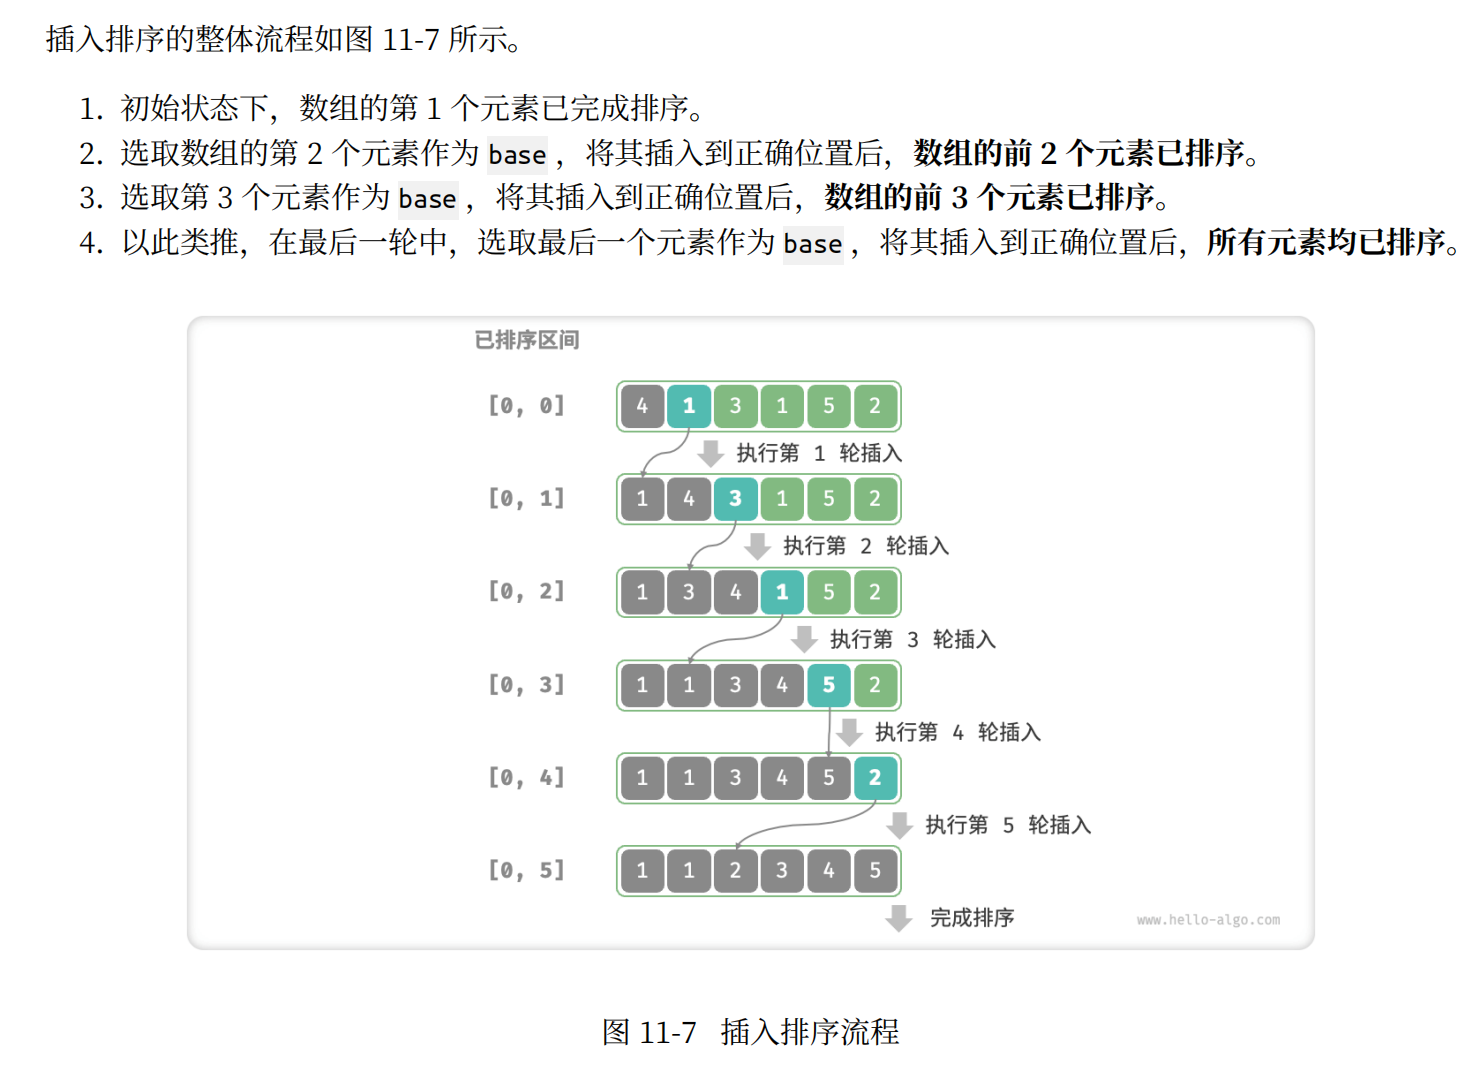 插入排序的整体流程如图 11-7 所示。
1. 初始状态下，数组的第 1 个元素已完成排序。
2. 选取数组的第 2 个元素作为 base ，将其插入到正确位置后，数组的前 2 个元素已排序。
3. 选取第 3 个元素作为 base ，将其插入到正确位置后，数组的前 3 个元素已排序。
4. 以此类推，在最后一轮中，选取最后一个元素作为 base ，将其插入到正确位置后，所有元素均已排序。
已排序区间
[0, 0] 4 1 3 1 5 2
执行第 1 轮插入
[0, 1] 1 4 3 1 5 2
执行第 2 轮插入
[0, 2] 1 3 4 1 5 2
执行第 3 轮插入
[0, 3] 1 1 3 4 5 2
执行第 4 轮插入
[0, 4] 1 1 3 4 5 2
执行第 5 轮插入
[0, 5] 1 1 2 3 4 5
完成排序
www.hello-algo.com
图 11-7 插入排序流程